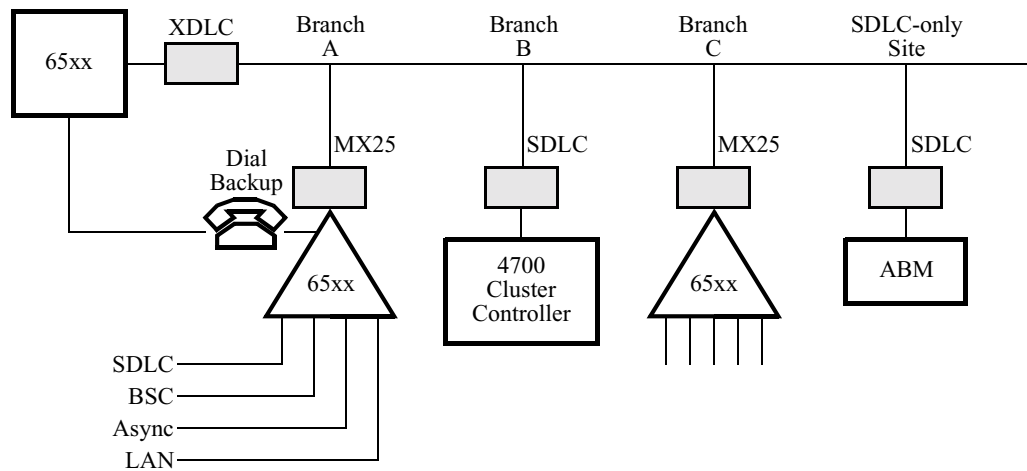 XDLC
Branch
A
Branch
B
Branch
C
SDLC-only
Site
65xx
MX25
SDLC
MX25
SDLC
Dial
Backup
65xx
4700
Cluster
Controller
65xx
ABM
SDLC
BSC
Async
LAN